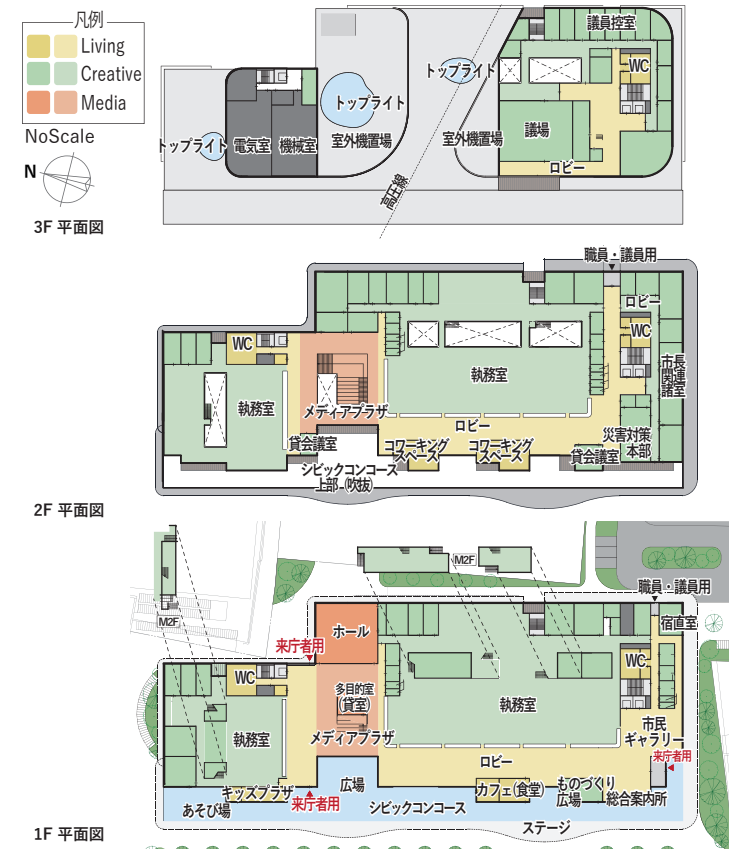 凡例
Living
Creative
Media
NoScale
N
3F 平面図
トップライト
電気室
機械室
トップライト
室外機置場
高圧線
トップライト
室外機置場
議員控室
WC
議場
ロビー
2F 平面図
職員・議員用
ロビー
WC
市長
関連
諸室
WC
執務室
メディアプラザ
執務室
ロビー
貸会議室
コワーキング
スペース
コワーキング
スペース
貸会議室
災害対策
本部
シビックコンコース
上部（吹抜）
1F 平面図
M2F
M2F
職員・議員用
宿直室
来庁者用
ホール
WC
WC
多目的室
(貸室)
執務室
執務室
メディアプラザ
市民
ギャラリー
来庁者用
ロビー
キッズプラザ
広場
カフェ(食堂)
ものづくり
広場
総合案内所
あそび場
来庁者用
シビックコンコース
ステージ